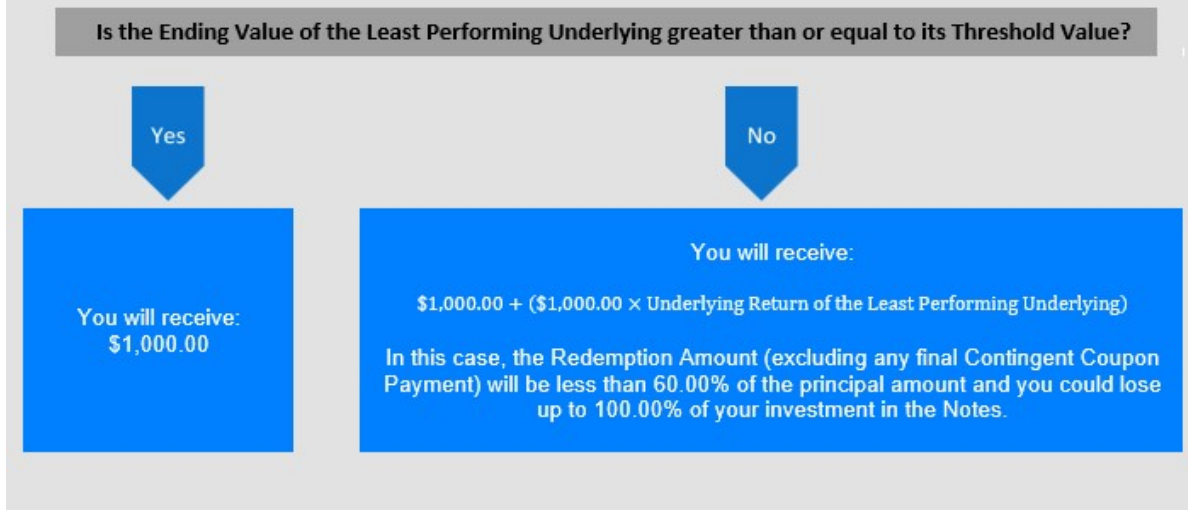 Is the Ending Value of the Least Performing Underlying greater than or equal to its Threshold Value?
Yes
No
You will receive:
$1,000.00
You will receive:
$1,000.00 + ($1,000.00 × Underlying Return of the Least Performing Underlying)
In this case, the Redemption Amount (excluding any final Contingent Coupon
Payment) will be less than 60.00% of the principal amount and you could lose
up to 100.00% of your investment in the Notes.